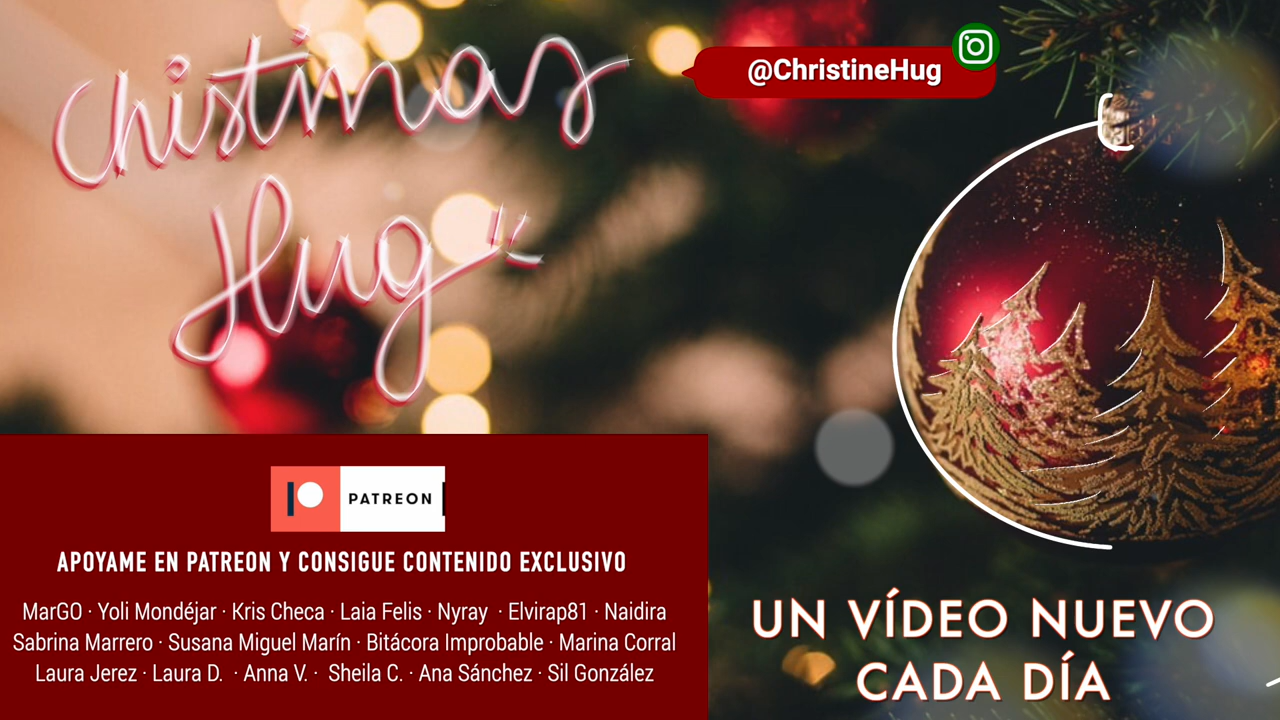 Chistmas
Hug
@ChristineHug
PATREON
APOYAME EN PATREON Y CONSIGUE CONTENIDO EXCLUSIVO
MarGO · Yoli Mondéjar · Kris Checa · Laia Felis · Nyray · Elvirap81 · Naidira
Sabrina Marrero · Susana Miguel Marín · Bitácora Improbable · Marina Corral
Laura Jerez · Laura D. · Anna V. · Sheila C. · Ana Sánchez · Sil González
UN VÍDEO NUEVO
CADA DÍA